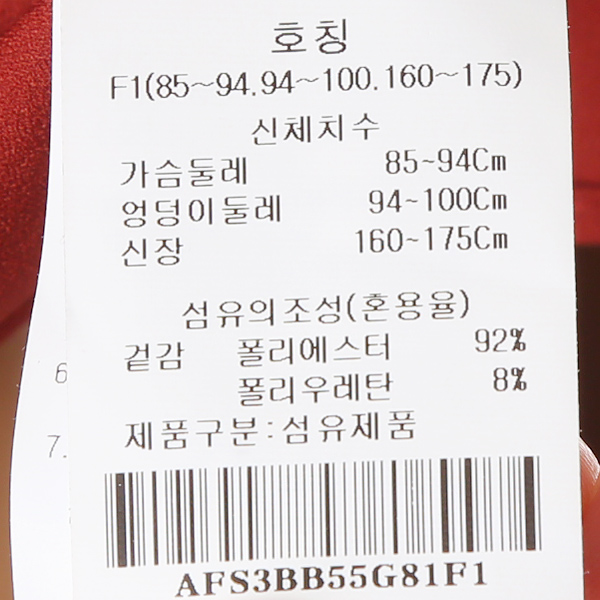 호칭
F1(85~94.94~100.160~175)
신체치수
가슴둘레 85~94Cm
엉덩이둘레 94~100Cm
신장 160~175Cm
섬유의조성(혼용율)
겉감 폴리에스터 92%
폴리우레탄 8%
제품구분:섬유제품
AFS3BB55G81F1
6
7.